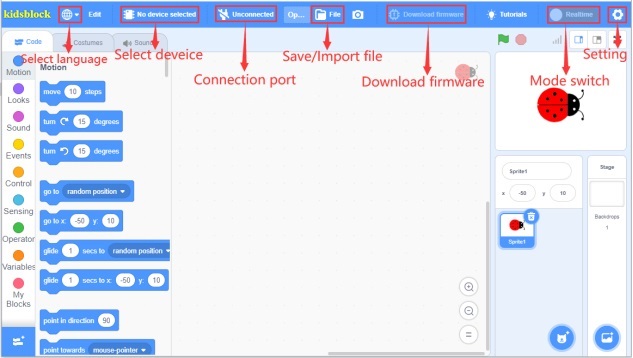 kidsblock Edit No device selected Unconnected Op... File Download firmware Tutorials Realtime
Code Costumes Sounds
Select language Select deveice Connection port Save/Import file Download firmware Mode switch Setting
Motion
Looks
Sound
Events
Control
Sensing
Operator
Variables
My
Blocks
Motion
move 10 steps
turn 15 degrees
turn 15 degrees
go to random position
go to x: -50 y: 10
glide 1 secs to random position
glide 1 secs to x: -50 y: 10
point in direction 90
point towards mouse-pointer
Sprite1
x -50 y 10
Sprite1
Stage
Backdrops
1